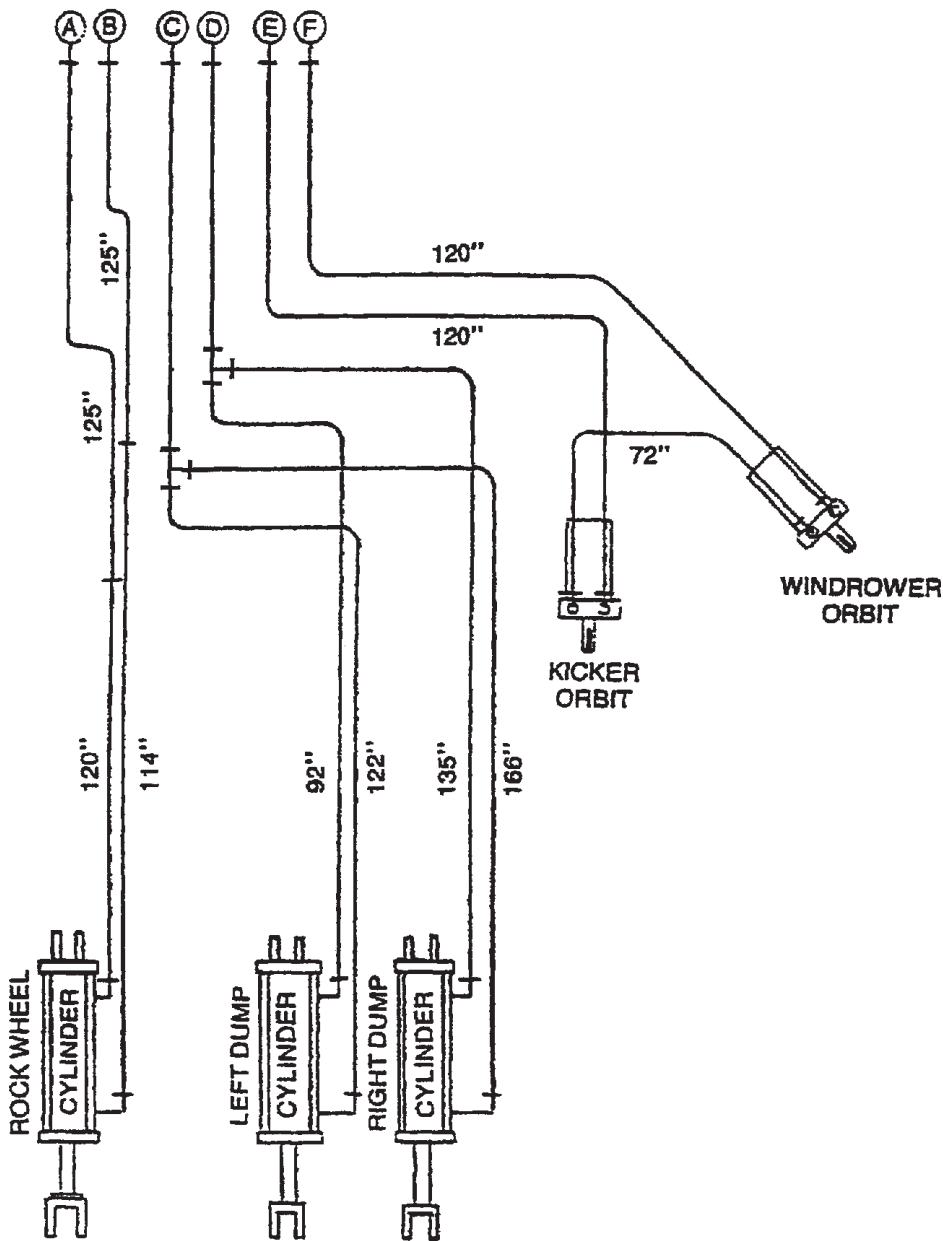 A B C D E F
125"
120"
120"
125"
72"
WINDROWER
ORBIT
KICKER
ORBIT
120"
114"
92"
122"
135"
166"
ROCK WHEEL
CYLINDER
LEFT DUMP
CYLINDER
RIGHT DUMP
CYLINDER